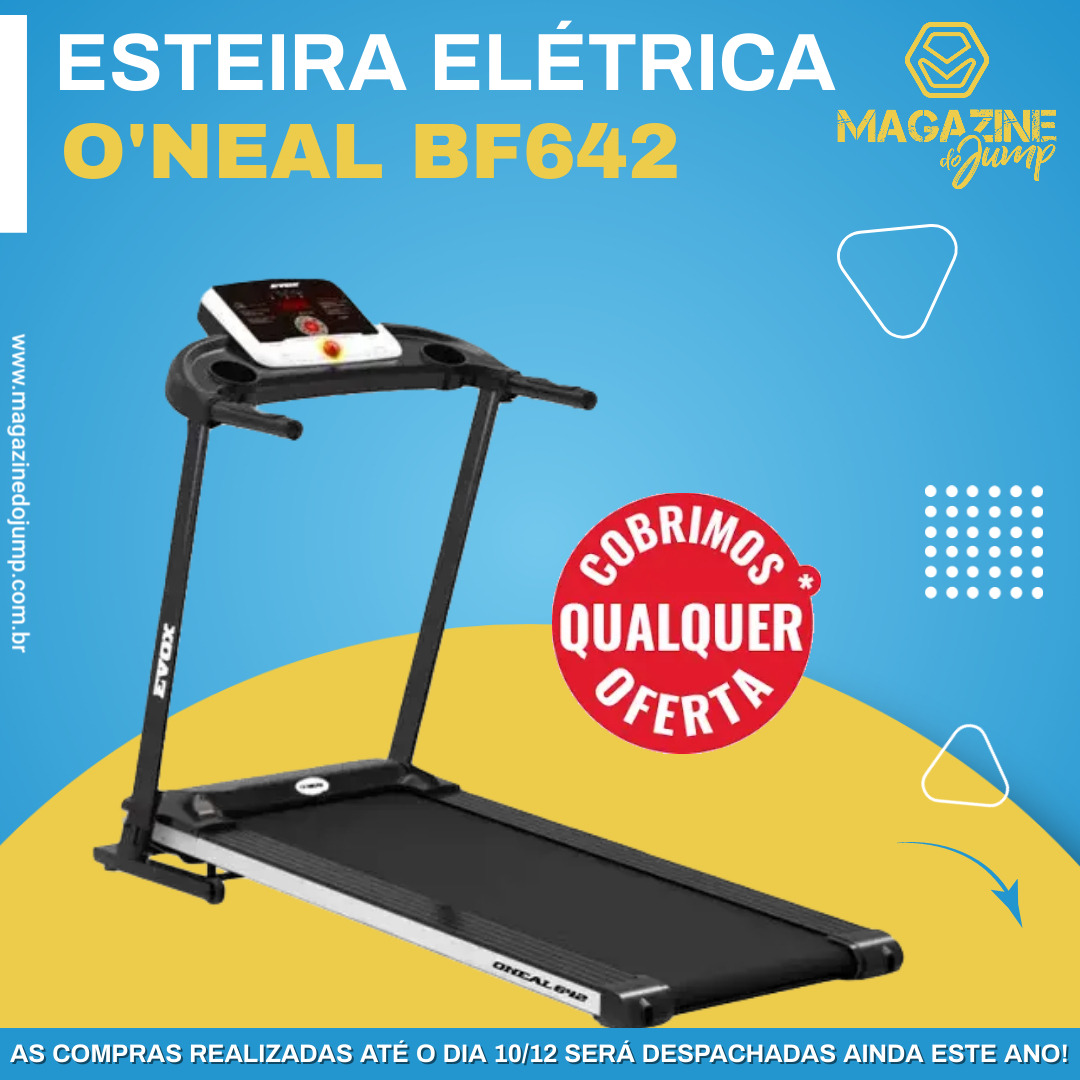 ESTEIRA ELÉTRICA
O'NEAL BF642
MAGAZINE
do Jump
www.magazinedojump.com.br
EVOX
EVOX
COBRIMOS *
QUALQUER
OFERTA
ONEAL 642
AS COMPRAS REALIZADAS ATÉ O DIA 10/12 SERÁ DESPACHADAS AINDA ESTE ANO!